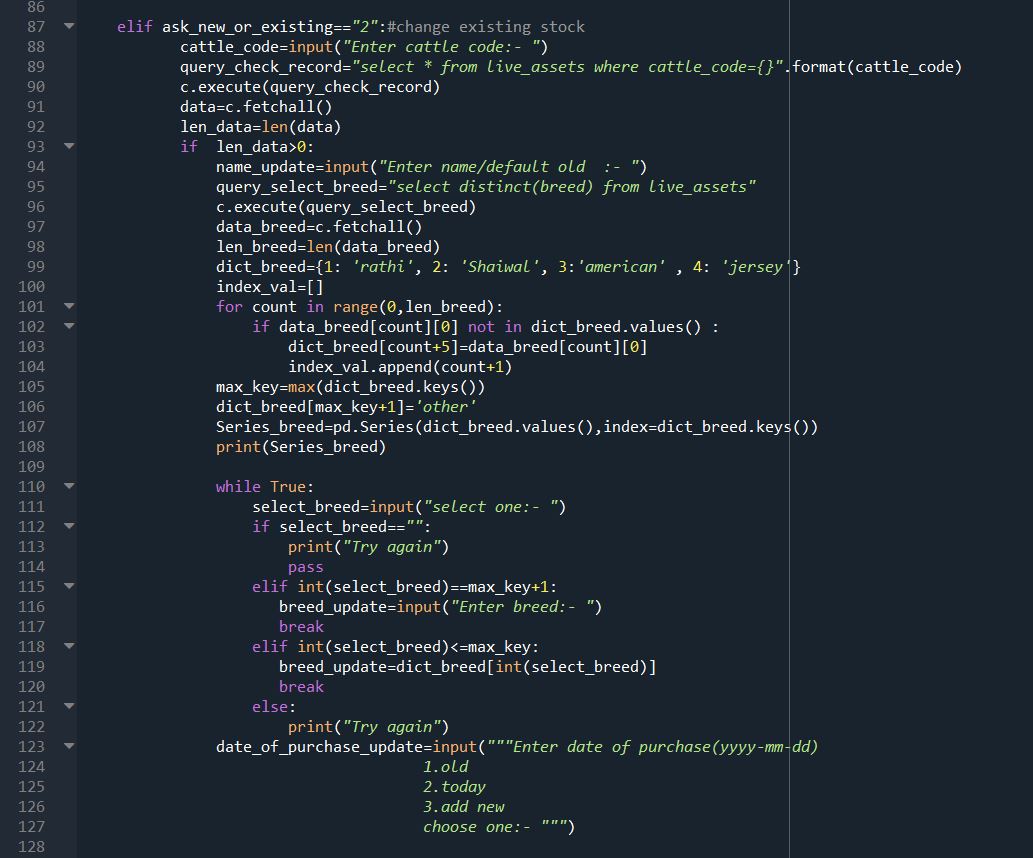 86
87 elif ask_new_or_existing=="2":#change existing stock
88 cattle_code=input("Enter cattle code:- ")
89 query_check_record="select * from live_assets where cattle_code={}".format(cattle_code)
90 c.execute(query_check_record)
91 data=c.fetchall()
92 len_data=len(data)
93 if  len_data>0:
94 name_update=input("Enter name/default old  :- ")
95 query_select_breed="select distinct(breed) from live_assets"
96 c.execute(query_select_breed)
97 data_breed=c.fetchall()
98 len_breed=len(data_breed)
99 dict_breed={1: 'rathi', 2: 'Shaiwal', 3:'american' , 4: 'jersey'}
100 index_val=[]
101 for count in range(0,len_breed):
102 if data_breed[count][0] not in dict_breed.values() :
103 dict_breed[count+5]=data_breed[count][0]
104 index_val.append(count+1)
105 max_key=max(dict_breed.keys())
106 dict_breed[max_key+1]='other'
107 Series_breed=pd.Series(dict_breed.values(),index=dict_breed.keys())
108 print(Series_breed)
109
110 while True:
111 select_breed=input("select one:- ")
112 if select_breed=="":
113 print("Try again")
114 pass
115 elif int(select_breed)==max_key+1:
116 breed_update=input("Enter breed:- ")
117 break
118 elif int(select_breed)<=max_key:
119 breed_update=dict_breed[int(select_breed)]
120 break
121 else:
122 print("Try again")
123 date_of_purchase_update=input("""Enter date of purchase(yyyy-mm-dd)
124 1.old
125 2.today
126 3.add new
127 choose one:- """)
128